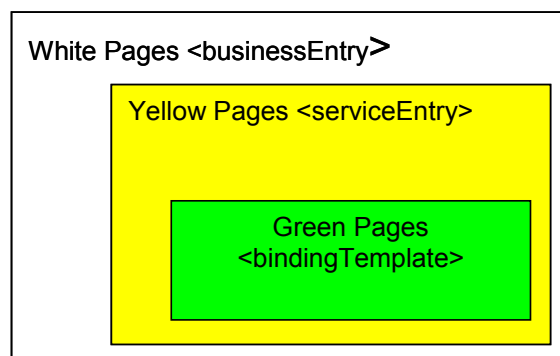 White Pages <businessEntry>
Yellow Pages <serviceEntry>
Green Pages
<bindingTemplate>